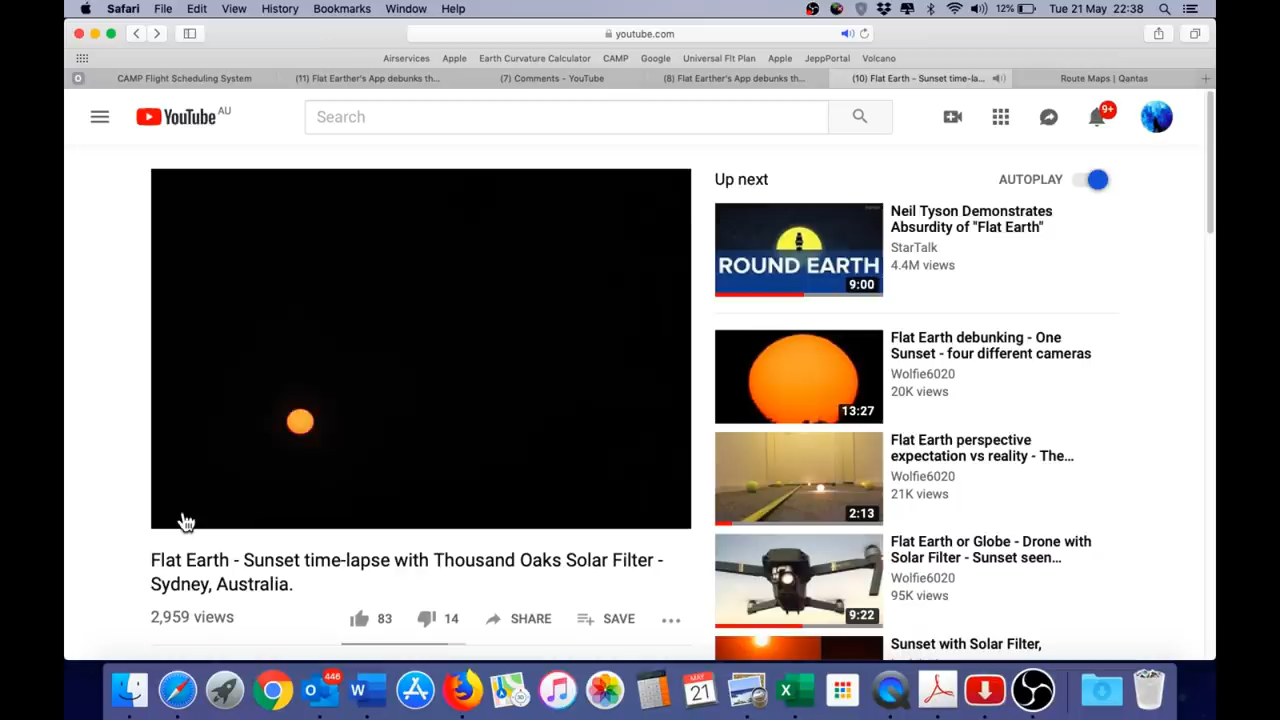 Safari File Edit View History Bookmarks Window Help 12% Tue 21 May 22:38
youtube.com
Airservices Apple Earth Curvature Calculator CAMP Google Universal Flt Plan Apple JeppPortal Volcano
CAMP Flight Scheduling System (11) Flat Earther's App debunks th... (7) Comments - YouTube (8) Flat Earther's App debunks th... (10) Flat Earth - Sunset time-la... Route Maps | Qantas
YouTube AU
Search
9+
Up next
AUTOPLAY
ROUND EARTH
9:00
Neil Tyson Demonstrates
Absurdity of "Flat Earth"
StarTalk
4.4M views
13:27
Flat Earth debunking - One
Sunset - four different cameras
Wolfie6020
20K views
2:13
Flat Earth perspective
expectation vs reality - The...
Wolfie6020
21K views
9:22
Flat Earth or Globe - Drone with
Solar Filter - Sunset seen...
Wolfie6020
95K views
Sunset with Solar Filter,
Flat Earth - Sunset time-lapse with Thousand Oaks Solar Filter -
Sydney, Australia.
2,959 views
83 14 SHARE SAVE
446
MAY
21